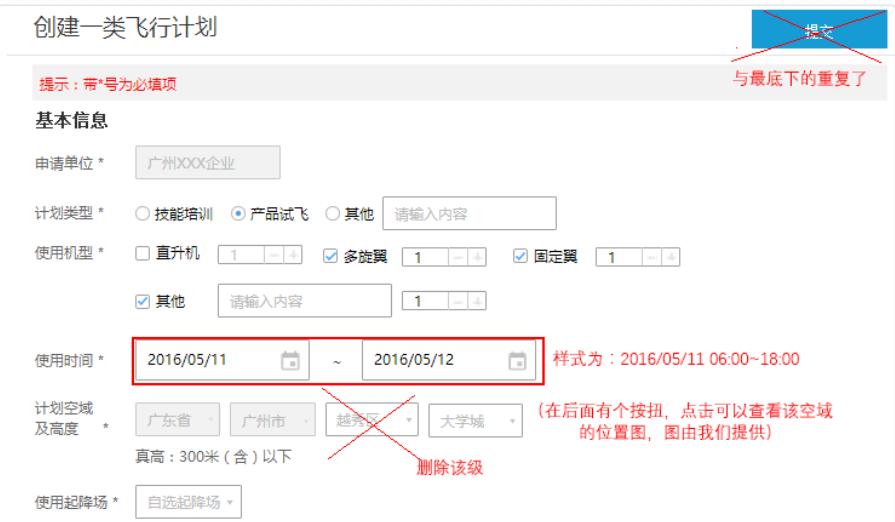 创建一类飞行计划
提交
与最底下的重复了
提示：带*号为必填项
基本信息
申请单位 * 广州XXX企业
计划类型 * 技能培训 产品试飞 其他 请输入内容
使用机型 * 直升机 1 - + 多旋翼 1 - + 固定翼 1 - +
其他 请输入内容 1 - +
使用时间 * 2016/05/11 ~ 2016/05/12 样式为：2016/05/11 06:00~18:00
计划空域
及高度 * 广东省 广州市 越秀区 大学城
（在后面有个按扭，点击可以查看该空域
的位置图，图由我们提供）
真高：300米（含）以下
删除该级
使用起降场 * 自选起降场